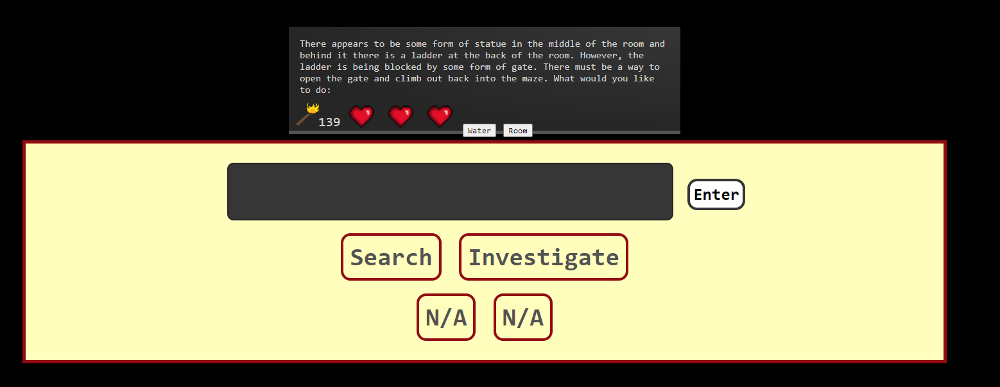 There appears to be some form of statue in the middle of the room and
behind it there is a ladder at the back of the room. However, the
ladder is being blocked by some form of gate. There must be a way to
open the gate and climb out back into the maze. What would you like
to do:
139
Water Room
Enter
Search Investigate
N/A N/A